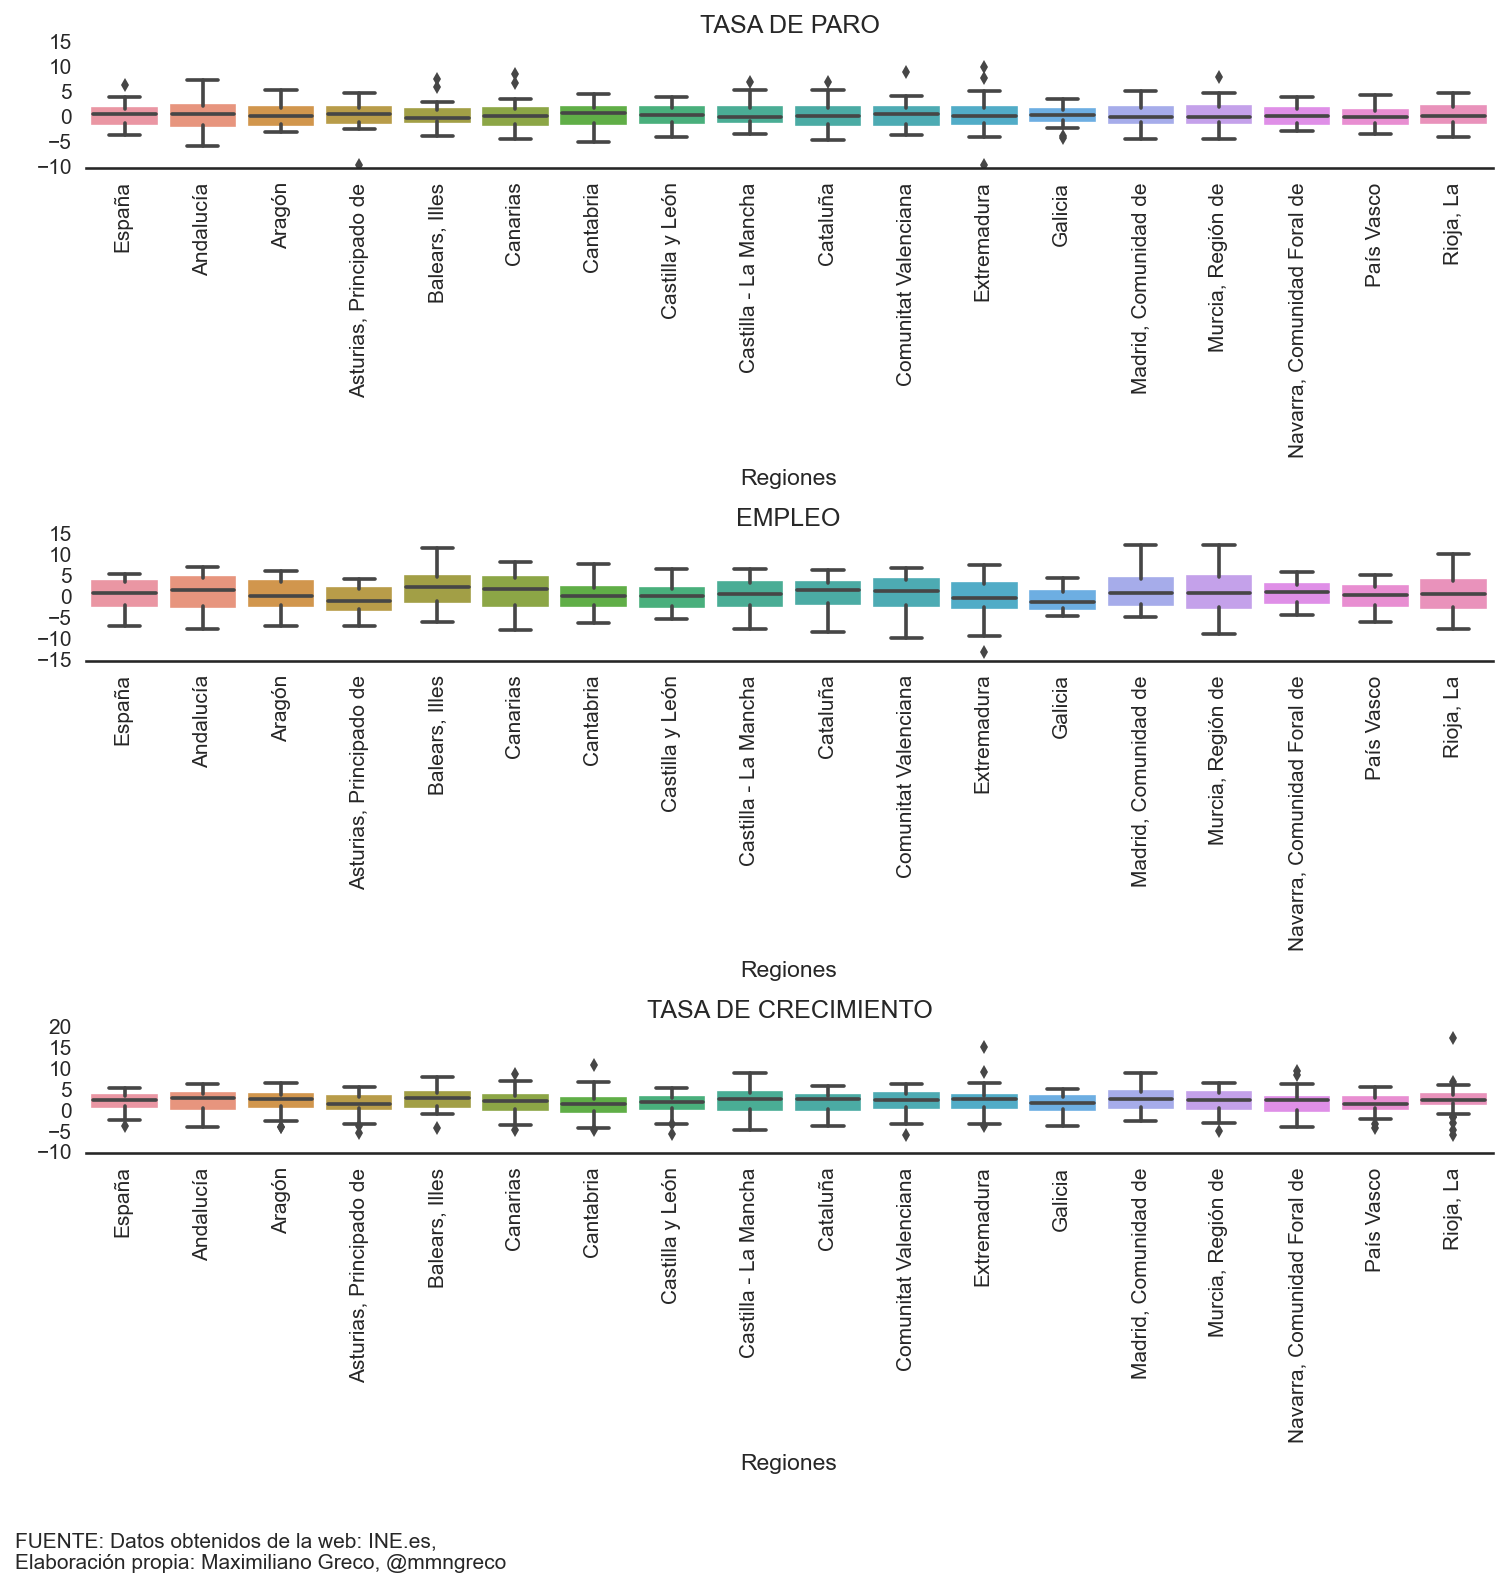 TASA DE PARO
15
10
5
0
−5
−10
España
Andalucía
Aragón
Asturias, Principado de
Balears, Illes
Canarias
Cantabria
Castilla y León
Castilla - La Mancha
Cataluña
Comunitat Valenciana
Extremadura
Galicia
Madrid, Comunidad de
Murcia, Región de
Navarra, Comunidad Foral de
País Vasco
Rioja, La
Regiones
EMPLEO
15
10
5
0
−5
−10
−15
España
Andalucía
Aragón
Asturias, Principado de
Balears, Illes
Canarias
Cantabria
Castilla y León
Castilla - La Mancha
Cataluña
Comunitat Valenciana
Extremadura
Galicia
Madrid, Comunidad de
Murcia, Región de
Navarra, Comunidad Foral de
País Vasco
Rioja, La
Regiones
TASA DE CRECIMIENTO
20
15
10
5
0
−5
−10
España
Andalucía
Aragón
Asturias, Principado de
Balears, Illes
Canarias
Cantabria
Castilla y León
Castilla - La Mancha
Cataluña
Comunitat Valenciana
Extremadura
Galicia
Madrid, Comunidad de
Murcia, Región de
Navarra, Comunidad Foral de
País Vasco
Rioja, La
Regiones
FUENTE: Datos obtenidos de la web: INE.es,
Elaboración propia: Maximiliano Greco, @mmngreco